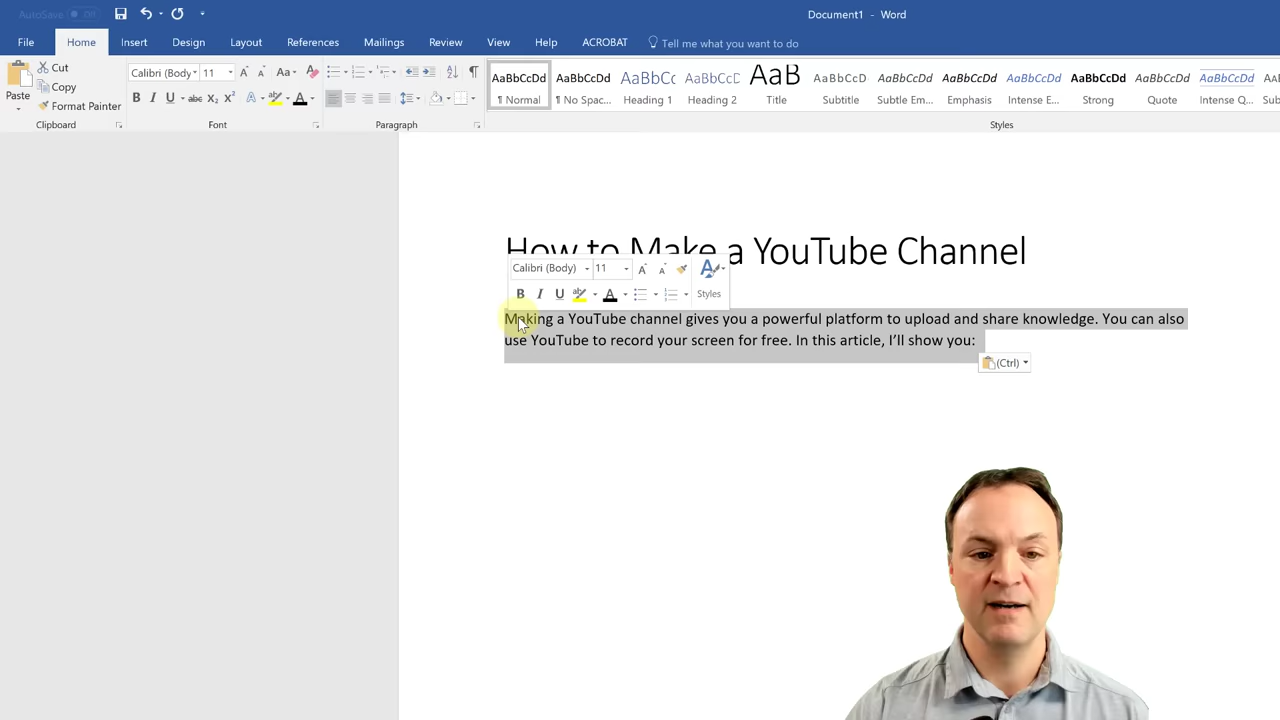 AutoSave Off
Document1 - Word
File Home Insert Design Layout References Mailings Review View Help ACROBAT Tell me what you want to do
Paste
Cut
Copy
Format Painter
Clipboard
Calibri (Body 11
Font
Paragraph
AaBbCcDd AaBbCcDd AaBbCc AaBbCcD AaB AaBbCcD AaBbCcDd AaBbCcDd AaBbCcDd AaBbCcDd AaBbCcDd AaBbCcDd
¶ Normal ¶ No Spac... Heading 1 Heading 2 Title Subtitle Subtle Em... Emphasis Intense E... Strong Quote Intense Q...
Styles
How to Make a YouTube Channel
Calibri (Body) 11
B I U Styles
Making a YouTube channel gives you a powerful platform to upload and share knowledge. You can also
use YouTube to record your screen for free. In this article, I'll show you:
(Ctrl)